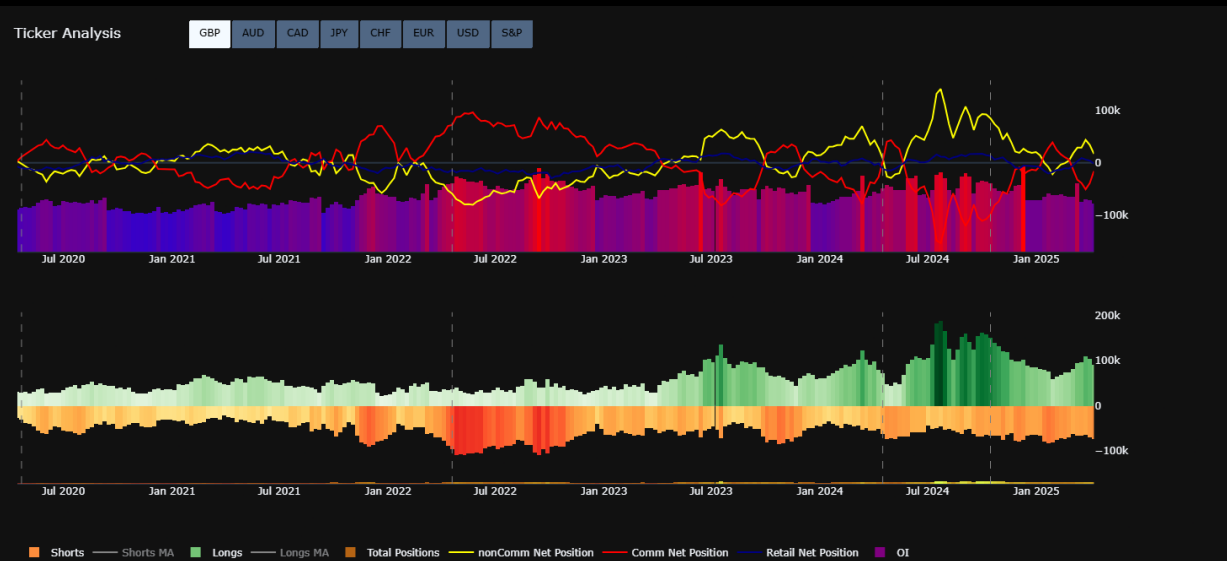 Ticker Analysis GBP AUD CAD JPY CHF EUR USD S&P
100k
0
−100k
Jul 2020 Jan 2021 Jul 2021 Jan 2022 Jul 2022 Jan 2023 Jul 2023 Jan 2024 Jul 2024 Jan 2025
200k
100k
0
−100k
Jul 2020 Jan 2021 Jul 2021 Jan 2022 Jul 2022 Jan 2023 Jul 2023 Jan 2024 Jul 2024 Jan 2025
Shorts Shorts MA Longs Longs MA Total Positions nonComm Net Position Comm Net Position Retail Net Position OI